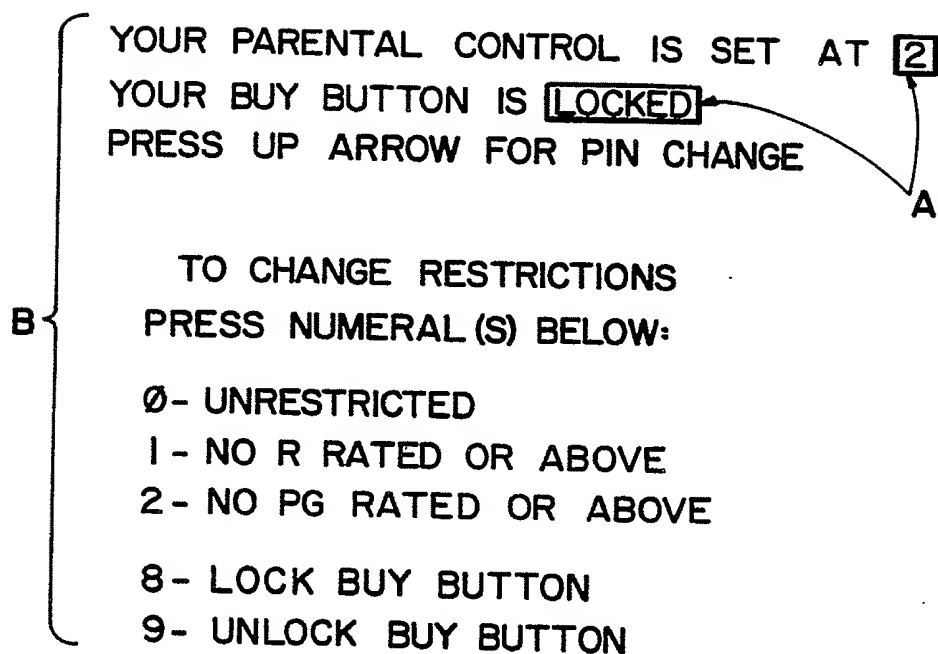 YOUR PARENTAL CONTROL IS SET AT 2
YOUR BUY BUTTON IS LOCKED
PRESS UP ARROW FOR PIN CHANGE
A
TO CHANGE RESTRICTIONS
B
PRESS NUMERAL(S) BELOW:
Ø- UNRESTRICTED
1- NO R RATED OR ABOVE
2- NO PG RATED OR ABOVE
8- LOCK BUY BUTTON
9- UNLOCK BUY BUTTON